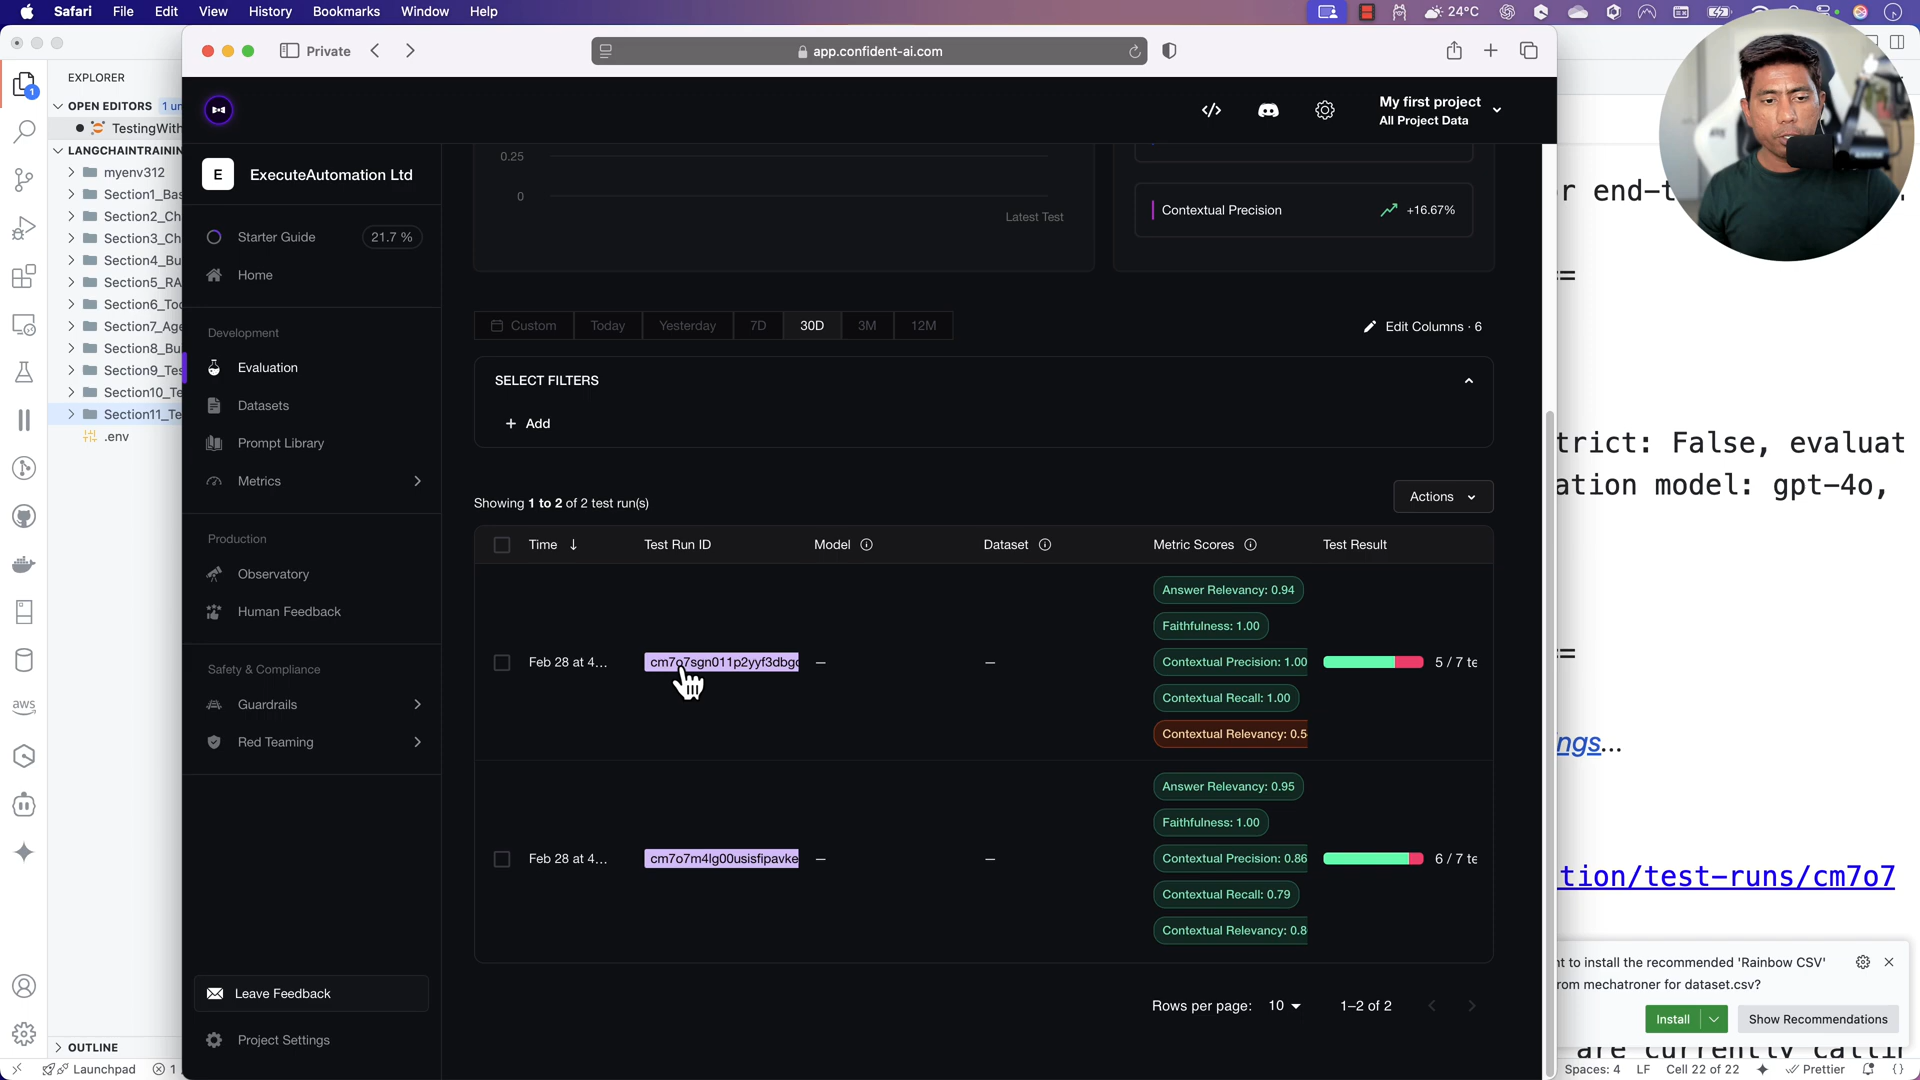 Safari File Edit View History Bookmarks Window Help
24°C
Private
app.confident-ai.com
EXPLORER
OPEN EDITORS
TestingWith
LANGCHAINTRAININ
myenv312
Section1_Bas
Section2_Ch
Section3_Ch
Section4_Bu
Section5_RA
Section6_Too
Section7_Age
Section8_Bu
Section9_Tes
Section10_Te
Section11_Te
.env
OUTLINE
Launchpad
1
aws
My first project
All Project Data
E
ExecuteAutomation Ltd
Starter Guide
21.7 %
Home
Development
Evaluation
Datasets
Prompt Library
Metrics
Production
Observatory
Human Feedback
Safety & Compliance
Guardrails
Red Teaming
Leave Feedback
Project Settings
0.25
0
Latest Test
Contextual Precision
+16.67%
Custom Today Yesterday 7D 30D 3M 12M
Edit Columns · 6
SELECT FILTERS
+ Add
Showing 1 to 2 of 2 test run(s)
Actions
Time Test Run ID Model Dataset Metric Scores Test Result
Feb 28 at 4...
— —
Answer Relevancy: 0.94
Faithfulness: 1.00
Contextual Precision: 1.00
Contextual Recall: 1.00
Contextual Relevancy: 0.5
5 / 7 te
Feb 28 at 4...
cm7o7m4lg00usisfipavke
— —
Answer Relevancy: 0.95
Faithfulness: 1.00
Contextual Precision: 0.86
Contextual Recall: 0.79
Contextual Relevancy: 0.8
6 / 7 te
Rows per page: 10
1–2 of 2
r end-t
==
trict: False, evaluat
ation model: gpt-4o,
==
ngs...
tion/test-runs/cm7o7
to install the recommended 'Rainbow CSV'
rom mechatroner for dataset.csv?
Install
Show Recommendations
are currently
Spaces: 4 LF Cell 22 of 22 Prettier